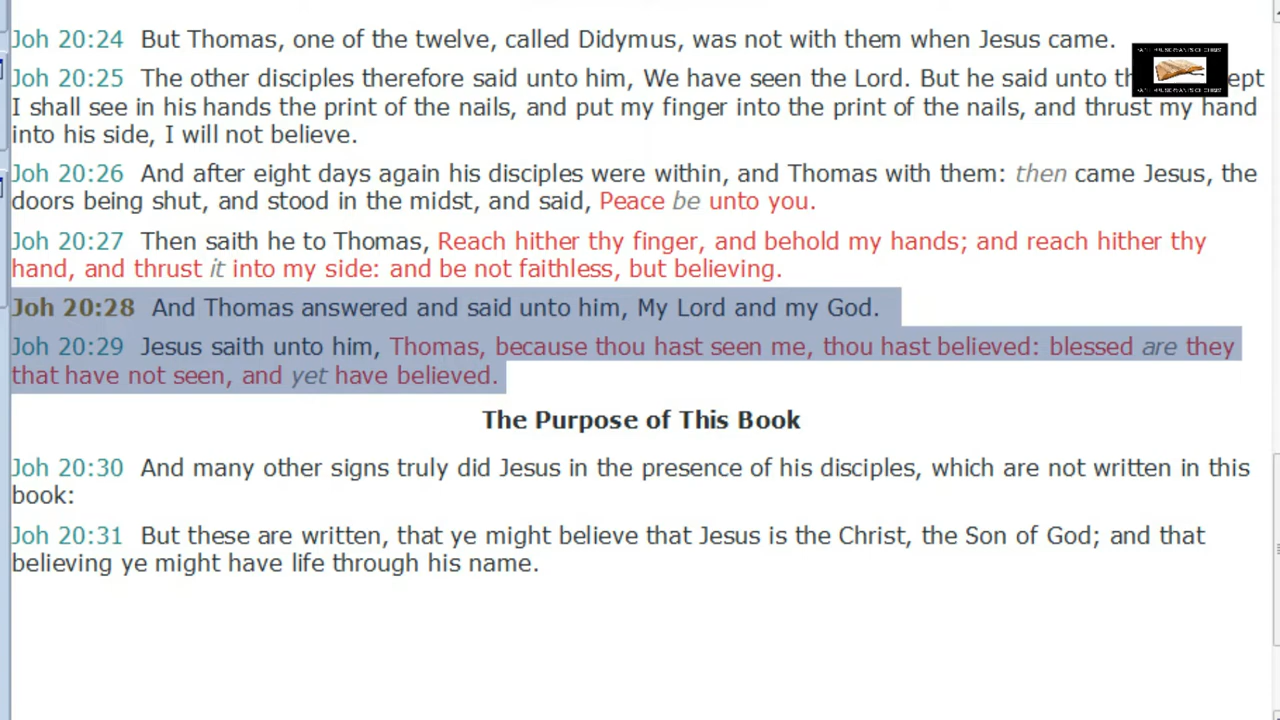 Joh 20:24 But Thomas, one of the twelve, called Didymus, was not with them when Jesus came.
Joh 20:25 The other disciples therefore said unto him, We have seen the Lord. But he said unto th ept
I shall see in his hands the print of the nails, and put my finger into the print of the nails, and thrust my hand
into his side, I will not believe.
Joh 20:26 And after eight days again his disciples were within, and Thomas with them: then came Jesus, the
doors being shut, and stood in the midst, and said, Peace be unto you.
Joh 20:27 Then saith he to Thomas, Reach hither thy finger, and behold my hands; and reach hither thy
hand, and thrust it into my side: and be not faithless, but believing.
Joh 20:28 And Thomas answered and said unto him, My Lord and my God.
Joh 20:29 Jesus saith unto him, Thomas, because thou hast seen me, thou hast believed: blessed are they
that have not seen, and yet have believed.
The Purpose of This Book
Joh 20:30 And many other signs truly did Jesus in the presence of his disciples, which are not written in this
book:
Joh 20:31 But these are written, that ye might believe that Jesus is the Christ, the Son of God; and that
believing ye might have life through his name.